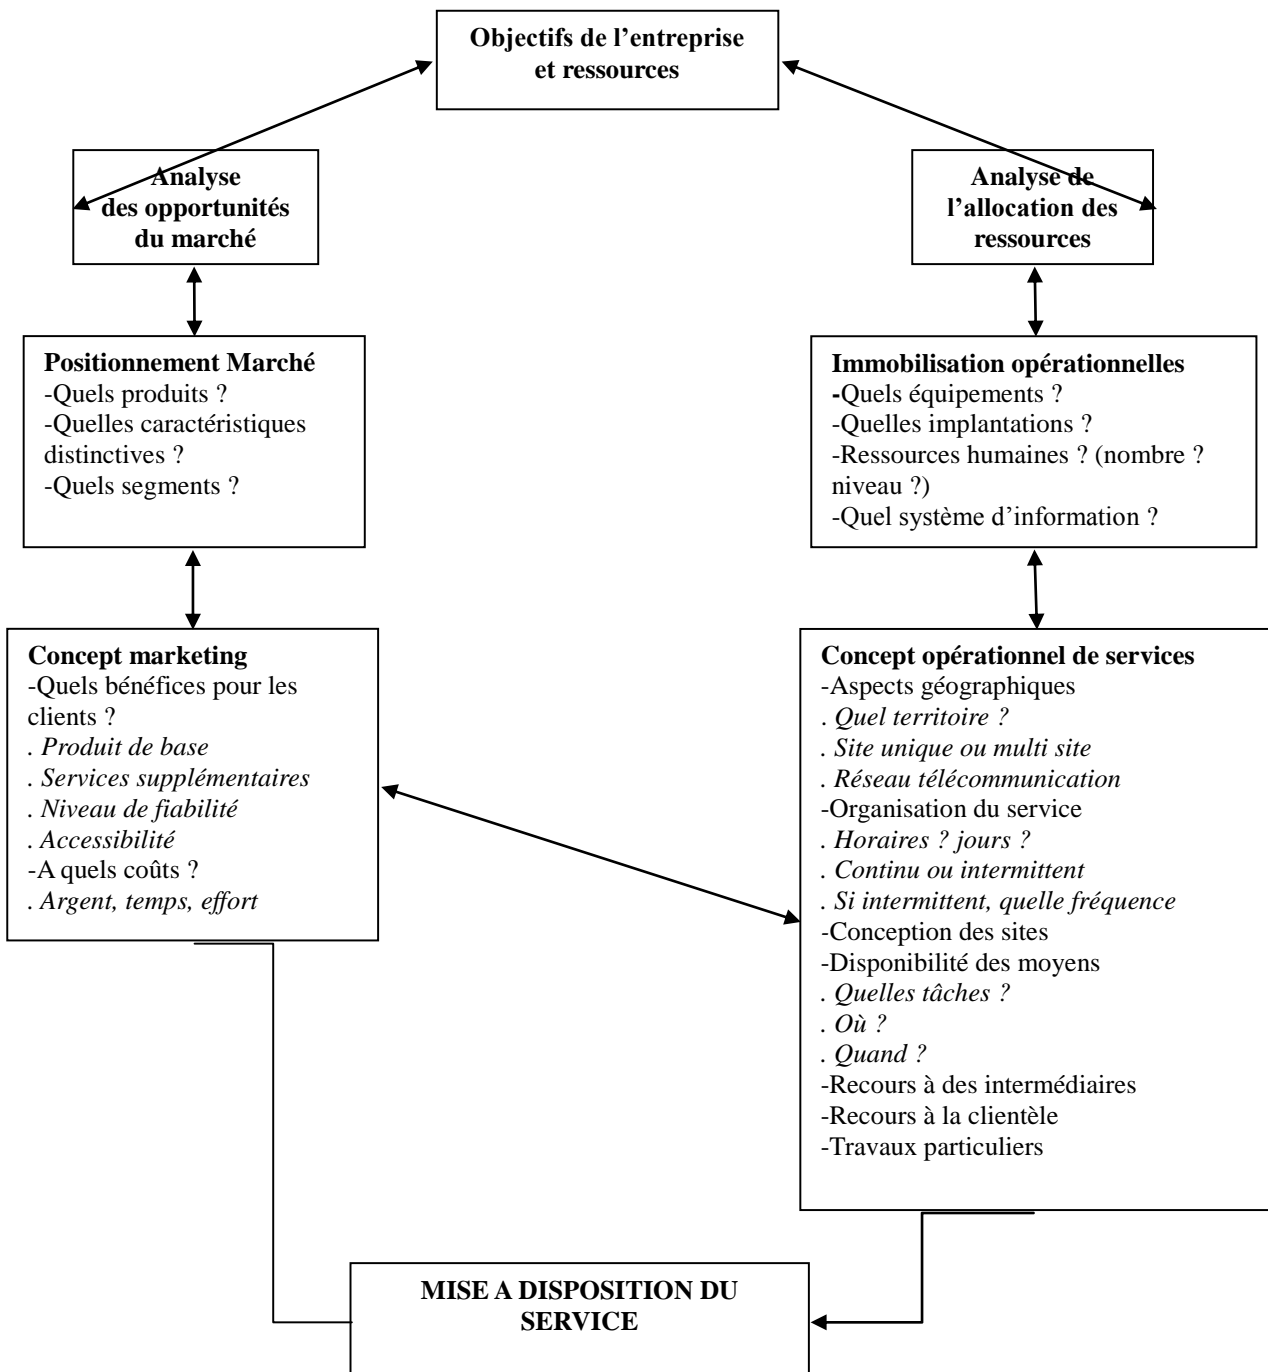 Objectifs de l’entreprise
et ressources
Analyse
des opportunités
du marché
Analyse de
l’allocation des
ressources
Positionnement Marché
-Quels produits ?
-Quelles caractéristiques
distinctives ?
-Quels segments ?
Immobilisation opérationnelles
-Quels équipements ?
-Quelles implantations ?
-Ressources humaines ? (nombre ?
niveau ?)
-Quel système d’information ?
Concept marketing
-Quels bénéfices pour les
clients ?
. Produit de base
. Services supplémentaires
. Niveau de fiabilité
. Accessibilité
-A quels coûts ?
. Argent, temps, effort
Concept opérationnel de services
-Aspects géographiques
. Quel territoire ?
. Site unique ou multi site
. Réseau télécommunication
-Organisation du service
. Horaires ? jours ?
. Continu ou intermittent
. Si intermittent, quelle fréquence
-Conception des sites
-Disponibilité des moyens
. Quelles tâches ?
. Où ?
. Quand ?
-Recours à des intermédiaires
-Recours à la clientèle
-Travaux particuliers
MISE A DISPOSITION DU
SERVICE